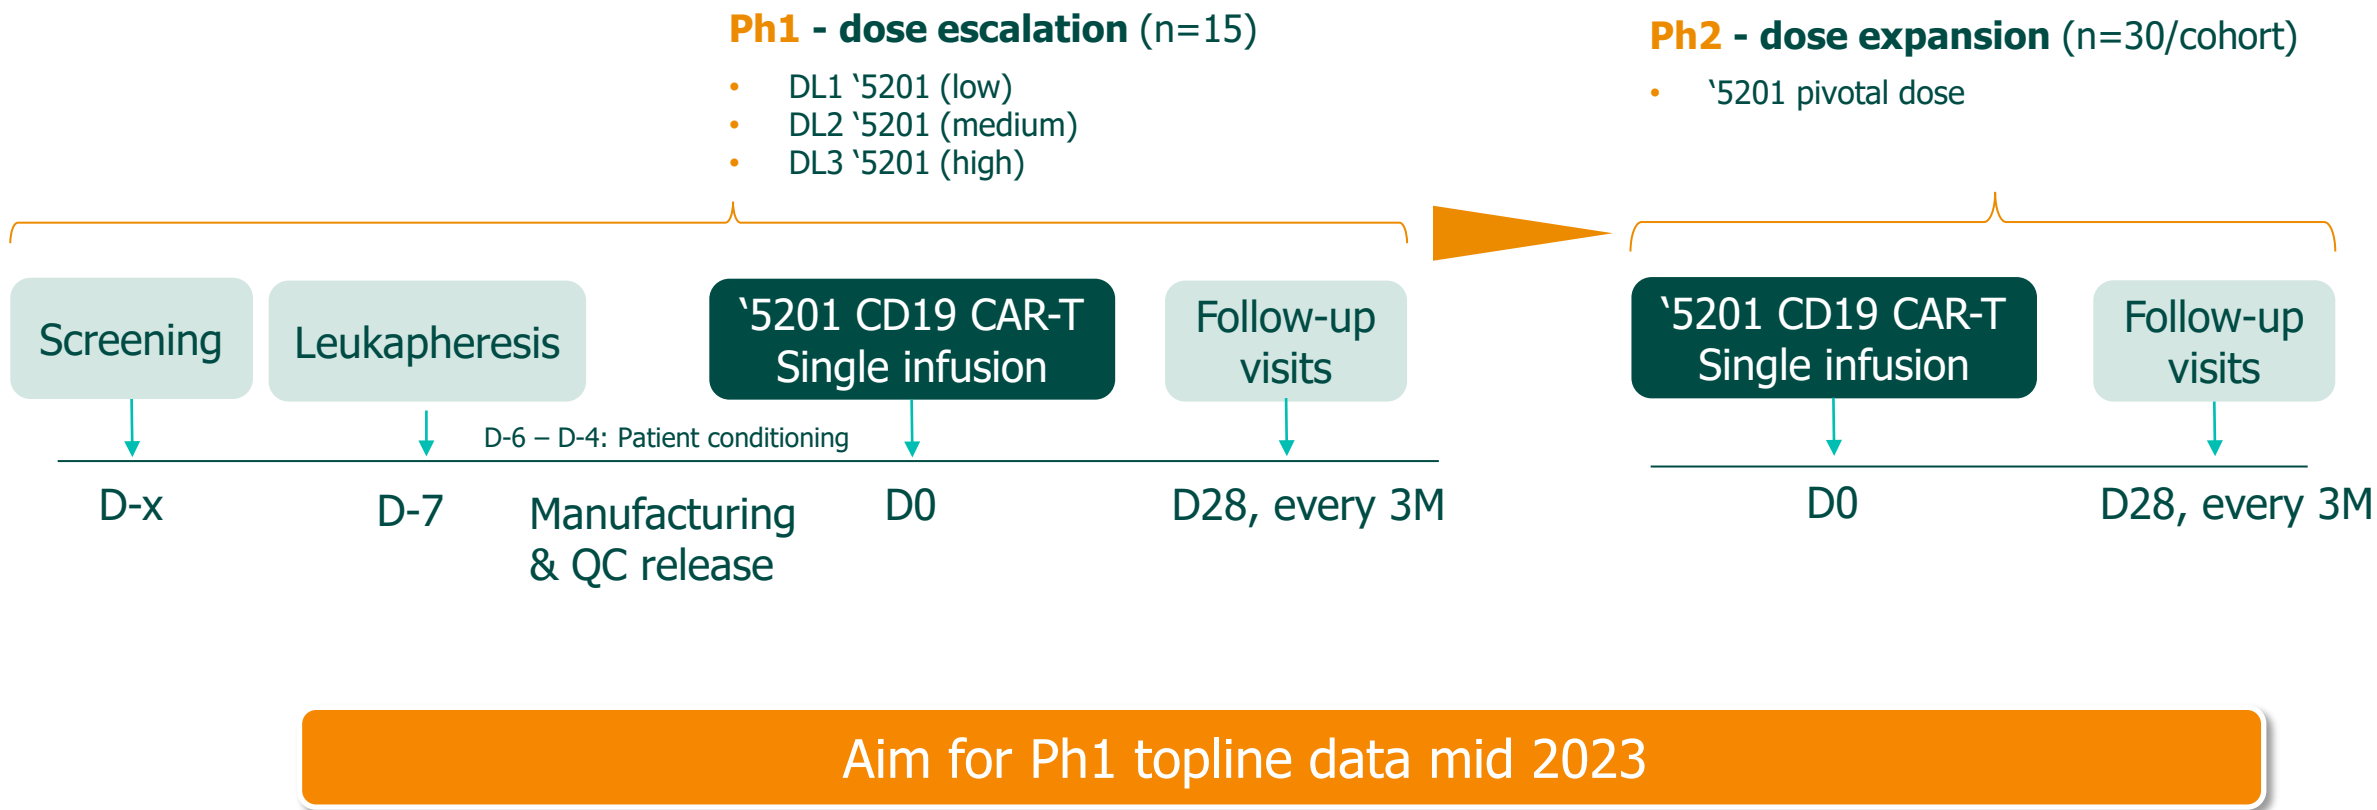 Ph1 - dose escalation (n=15)
• DL1 ‘5201 (low)
• DL2 ‘5201 (medium)
• DL3 ‘5201 (high)
Ph2 - dose expansion (n=30/cohort)
• ‘5201 pivotal dose
Screening
Leukapheresis
‘5201 CD19 CAR-T
Single infusion
Follow-up
visits
‘5201 CD19 CAR-T
Single infusion
Follow-up
visits
D-6 – D-4: Patient conditioning
D-x
D-7
Manufacturing
& QC release
D0
D28, every 3M
D0
D28, every 3M
Aim for Ph1 topline data mid 2023